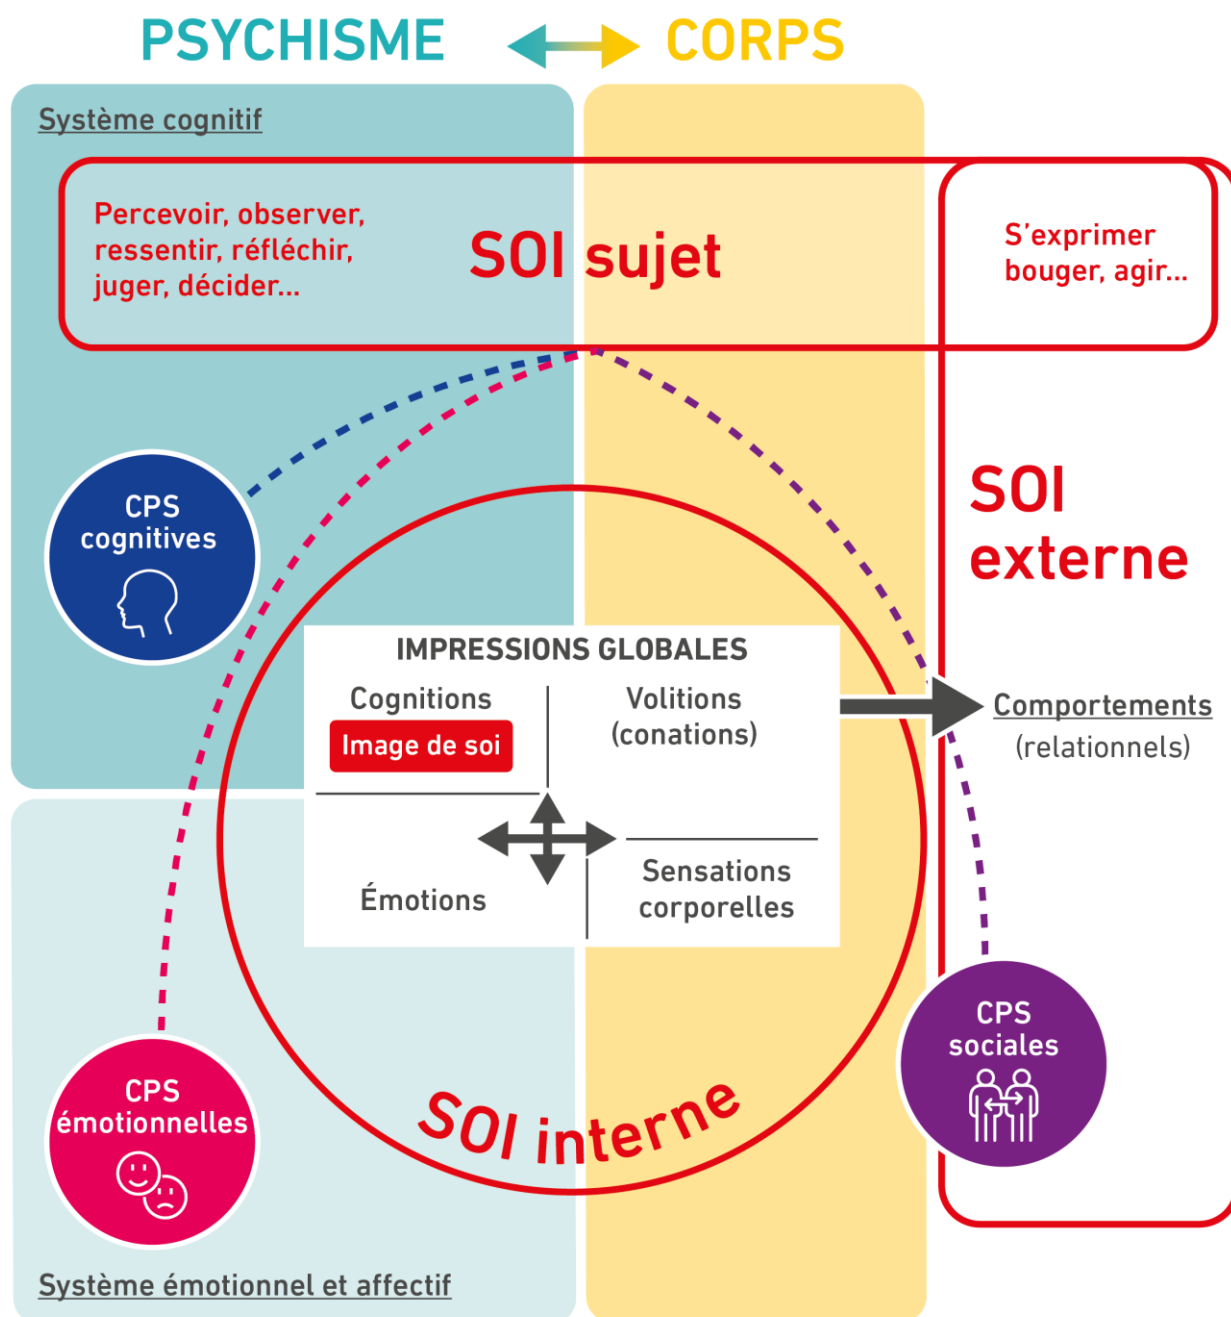 PSYCHISME
CORPS
Système cognitif
Percevoir, observer,
ressentir, réfléchir,
juger, décider...
SOI sujet
S'exprimer
bouger, agir...
CPS
cognitives
SOI
externe
IMPRESSIONS GLOBALES
Cognitions
Image de soi
Volitions
(conations)
Comportements
(relationnels)
Émotions
Sensations
corporelles
CPS
sociales
CPS
émotionnelles
SOI interne
Système émotionnel et affectif